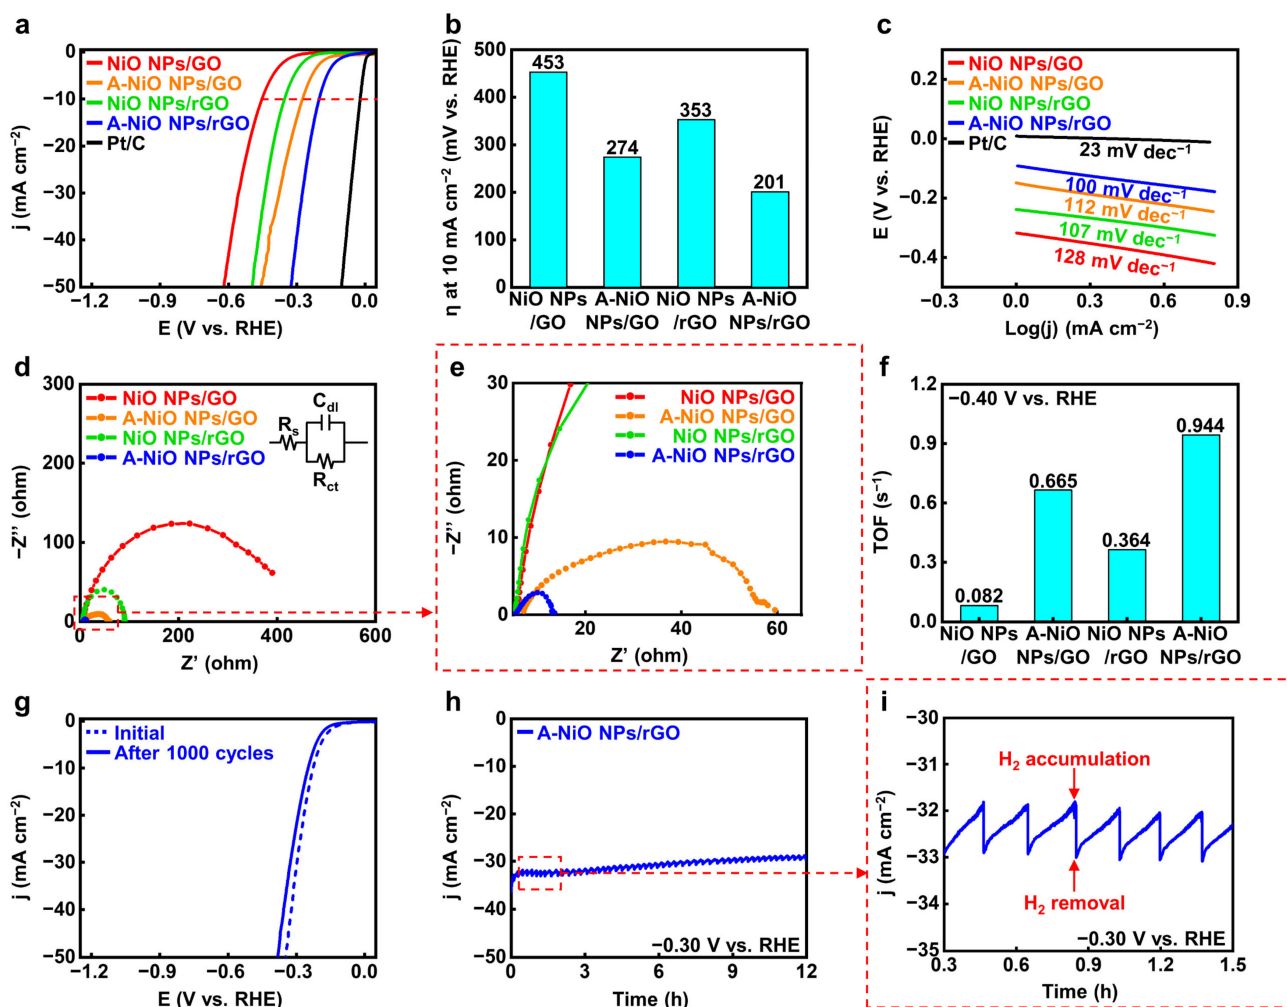 a
0
−10
−20
−30
−40
−50
j (mA cm⁻²)
NiO NPs/GO
A-NiO NPs/GO
NiO NPs/rGO
A-NiO NPs/rGO
Pt/C
−1.2
−0.9
−0.6
−0.3
0.0
E (V vs. RHE)
b
500
400
300
200
100
0
η at 10 mA cm⁻² (mV vs. RHE)
453
274
353
201
NiO NPs
/GO
A-NiO
NPs/GO
NiO NPs
/rGO
A-NiO
NPs/rGO
c
0.2
0.0
−0.2
−0.4
E (V vs. RHE)
NiO NPs/GO
A-NiO NPs/GO
NiO NPs/rGO
A-NiO NPs/rGO
Pt/C
23 mV dec⁻¹
100 mV dec⁻¹
112 mV dec⁻¹
107 mV dec⁻¹
128 mV dec⁻¹
−0.3
0.0
0.3
0.6
0.9
Log(j) (mA cm⁻²)
d
300
200
100
0
−Z'' (ohm)
NiO NPs/GO
A-NiO NPs/GO
NiO NPs/rGO
A-NiO NPs/rGO
Cdl
Rs
Rct
0
200
400
600
Z' (ohm)
e
30
20
10
0
−Z'' (ohm)
NiO NPs/GO
A-NiO NPs/GO
NiO NPs/rGO
A-NiO NPs/rGO
20
40
60
Z' (ohm)
f
1.2
0.9
0.6
0.3
0.0
TOF (s⁻¹)
−0.40 V vs. RHE
0.082
0.665
0.364
0.944
NiO NPs
/GO
A-NiO
NPs/GO
NiO NPs
/rGO
A-NiO
NPs/rGO
g
0
−10
−20
−30
−40
−50
j (mA cm⁻²)
Initial
After 1000 cycles
−1.2
−0.9
−0.6
−0.3
0.0
E (V vs. RHE)
h
0
−10
−20
−30
−40
−50
j (mA cm⁻²)
A-NiO NPs/rGO
−0.30 V vs. RHE
0
3
6
9
12
Time (h)
i
−30
−31
−32
−33
−34
−35
j (mA cm⁻²)
H₂ accumulation
H₂ removal
−0.30 V vs. RHE
0.3
0.6
0.9
1.2
1.5
Time (h)